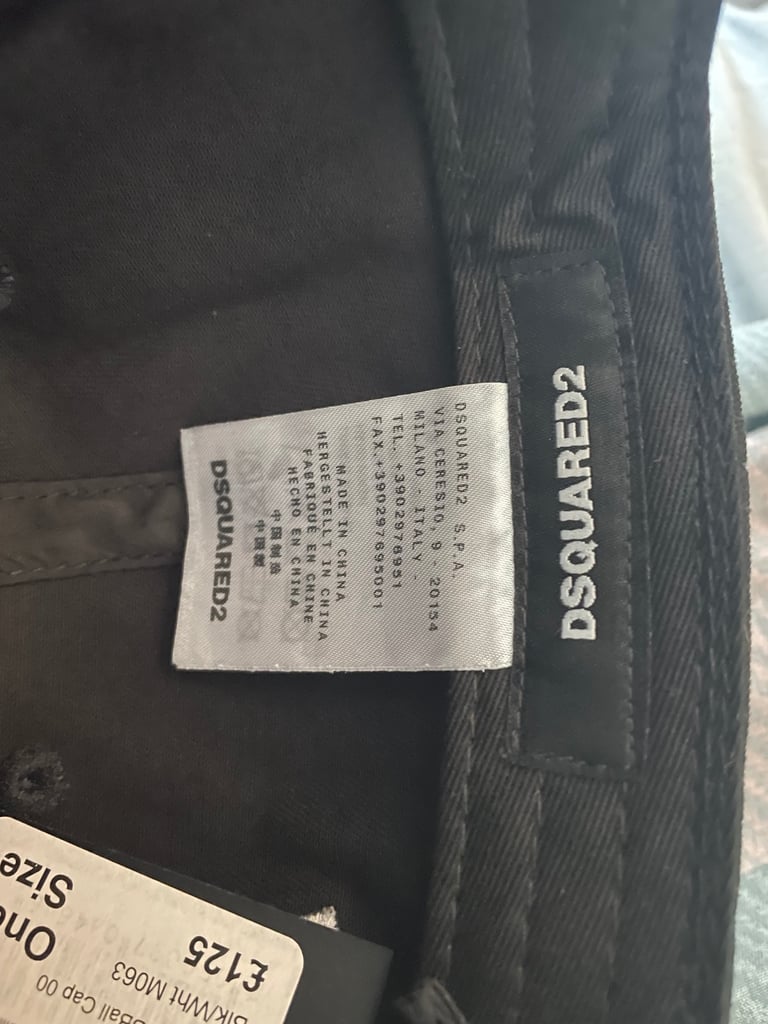 DSQUARED2
DSQUARED2 S.P.A.
VIA CERESIO, 9 - 20154
MILANO - ITALY -
TEL. +3902978951
FAX.+390297695001
MADE IN CHINA
HERGESTELLT IN CHINA
FABRIQUÉ EN CHINE
HECHO EN CHINA
中国制造
中国製
DSQUARED2
Ball Cap 00
Blk/Wht M063
One
Size
£125